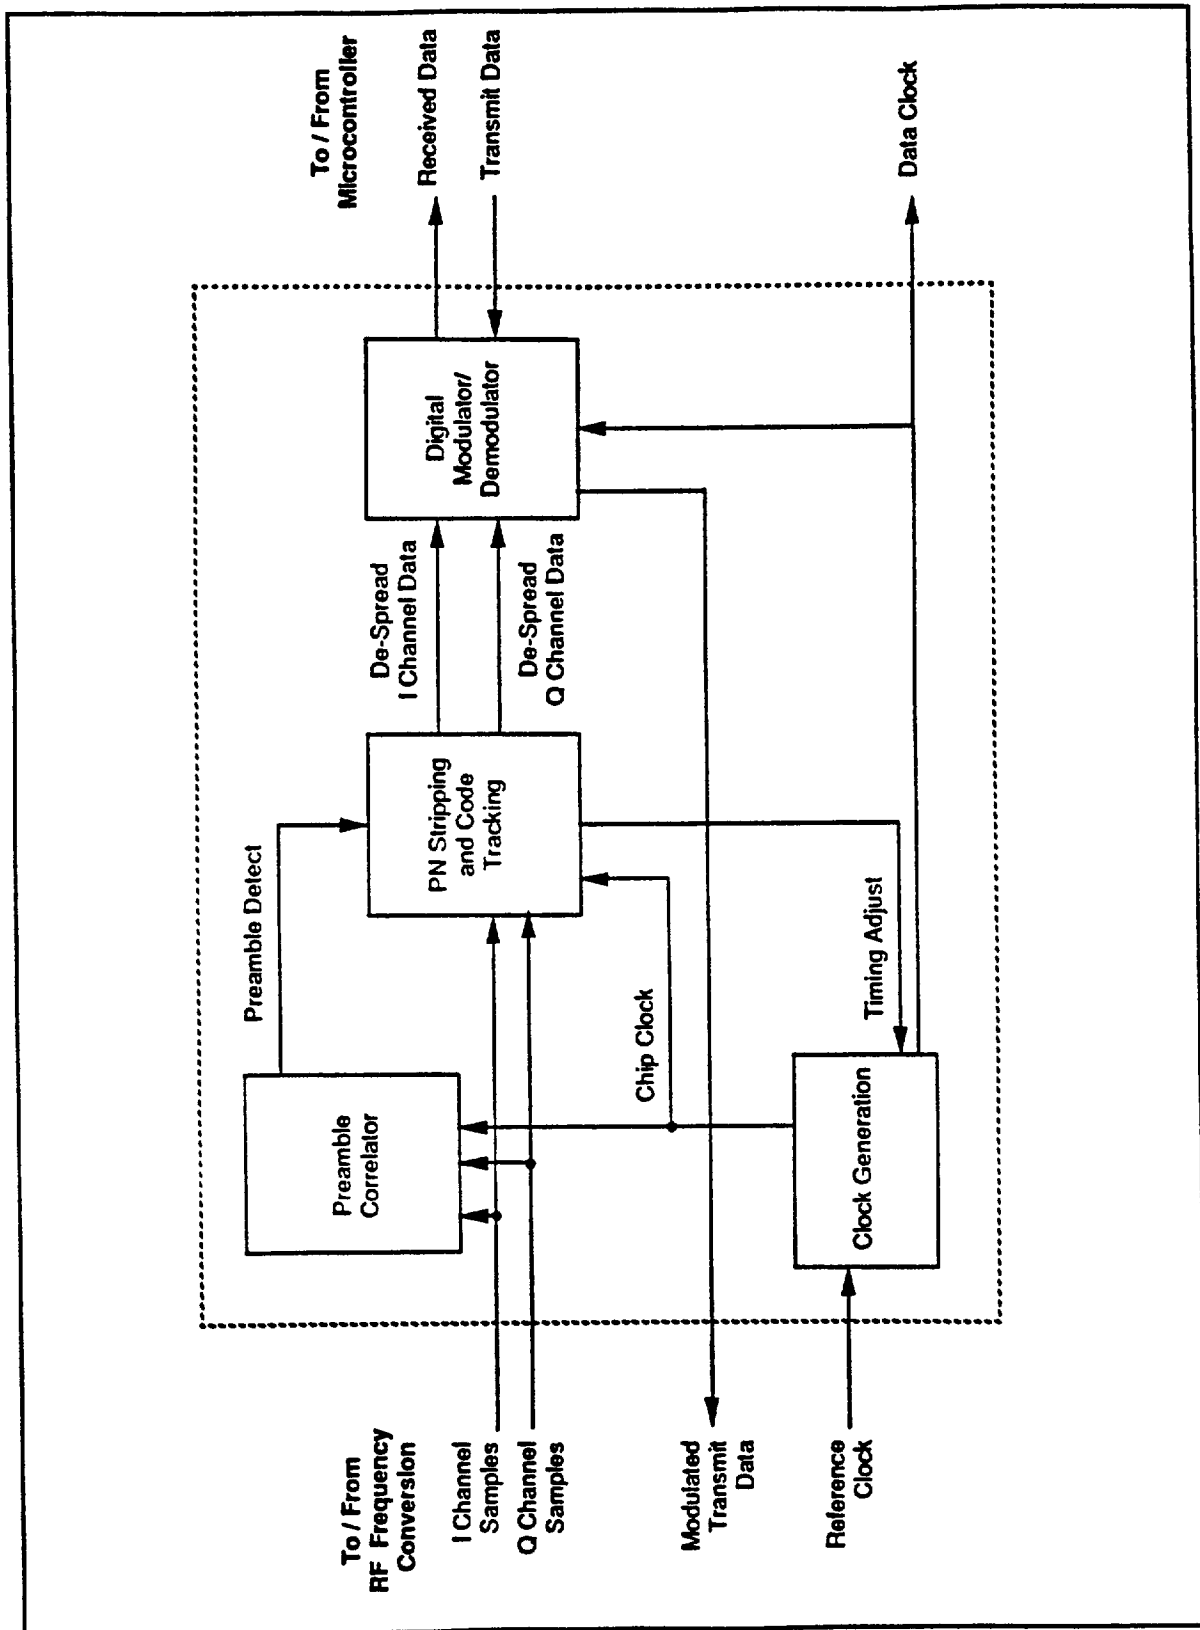 To / From
RF Frequency
Conversion
I Channel
Samples
Q Channel
Samples
Modulated
Transmit
Data
Reference
Clock
Preamble
Correlator
Preamble Detect
Clock Generation
Chip Clock
Timing Adjust
PN Stripping
and Code
Tracking
De-Spread
I Channel Data
De-Spread
Q Channel Data
Digital
Modulator/
Demodulator
To / From
Microcontroller
Received Data
Transmit Data
Data Clock